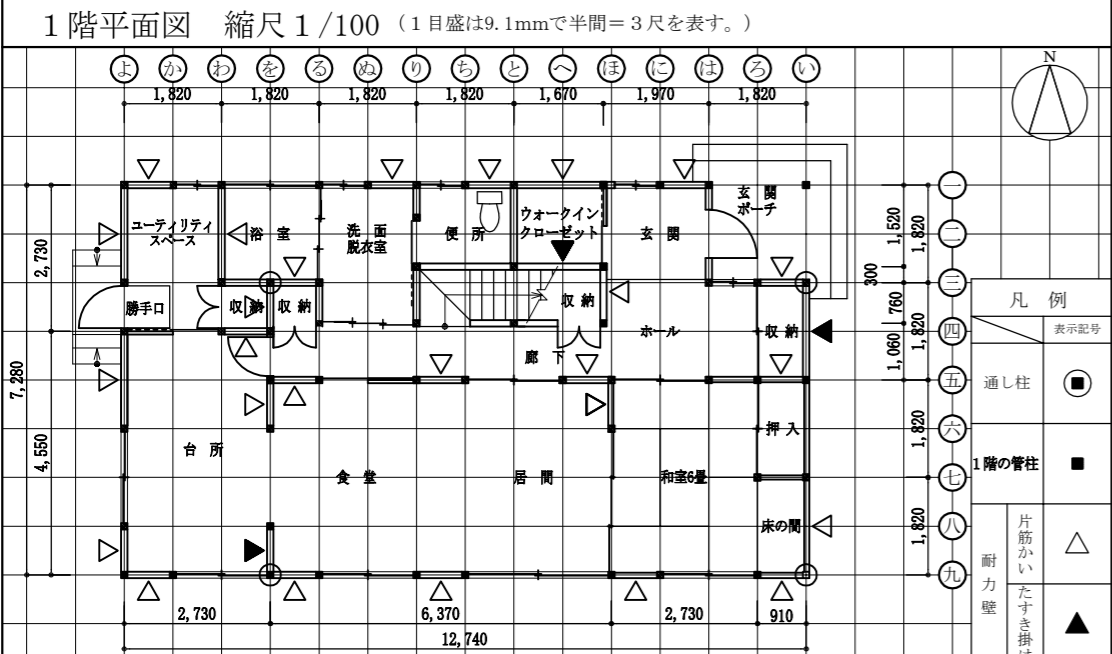 1階平面図 縮尺1/100 (1目盛は9.1mmで半間=3尺を表す。)
N
よ か わ を る ぬ り ち と へ ほ に は ろ い
1,820 1,820 1,820 1,820 1,670 1,970 1,820
一
二
三
四
五
六
七
八
九
2,730
4,550
7,280
1,520
300
760
1,060
1,820
1,820
1,820
1,820
ユーティリティ
スペース
浴室
洗面
脱衣室
便所
ウォークイン
クローゼット
玄関
玄関
ポーチ
勝手口
収納
収納
収納
ホール
収納
廊下
台所
食堂
居間
和室6畳
押入
床の間
2,730 6,370 2,730 910
12,740
凡例
表示記号
通し柱
1階の管柱
耐力壁
片筋かい
たすき掛け